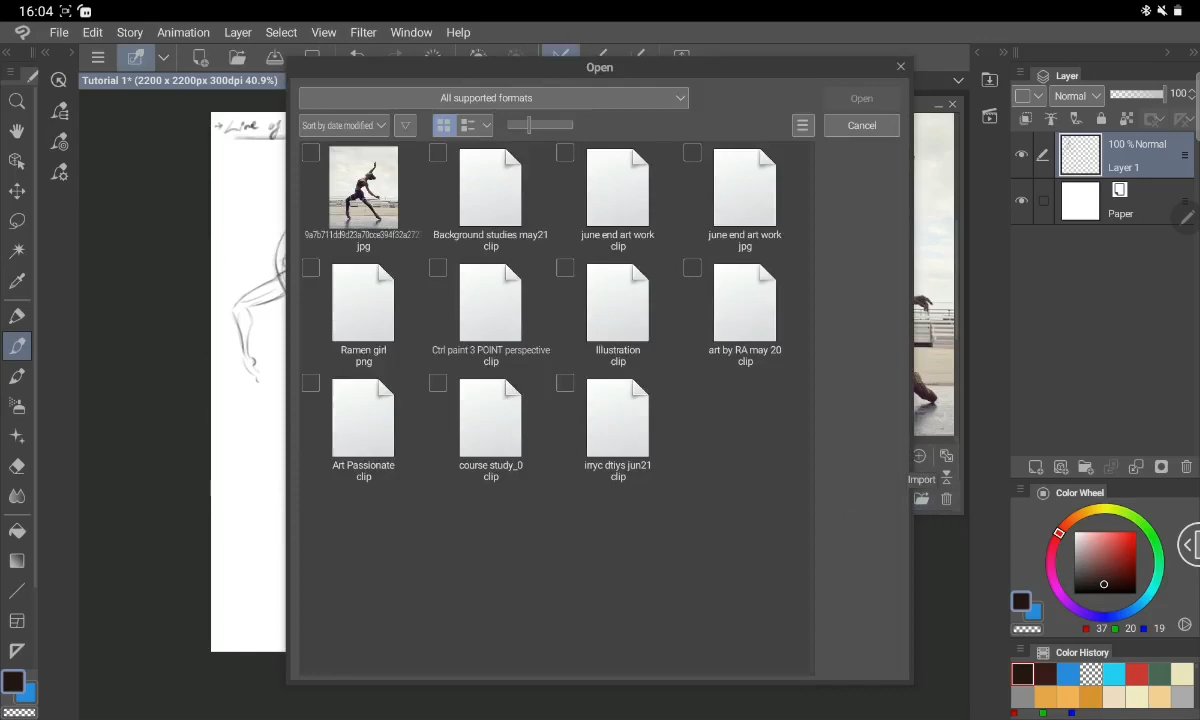 16:04
File Edit Story Animation Layer Select View Filter Window Help
Tutorial 1* (2200 x 2200px 300dpi 40.9%)
→ Line of
Open
All supported formats
Open
Sort by date modified
Cancel
jpg
Background studies may21
clip
june end art work
clip
june end art work
jpg
Ramen girl
png
Ctrl paint 3 POINT perspective
clip
Illustration
clip
art by RA may 20
clip
Art Passionate
clip
course study_0
clip
irryc dtiys jun21
clip
Import
Layer
Normal
100
100 % Normal
Layer 1
Paper
Color Wheel
37 20 19
Color History